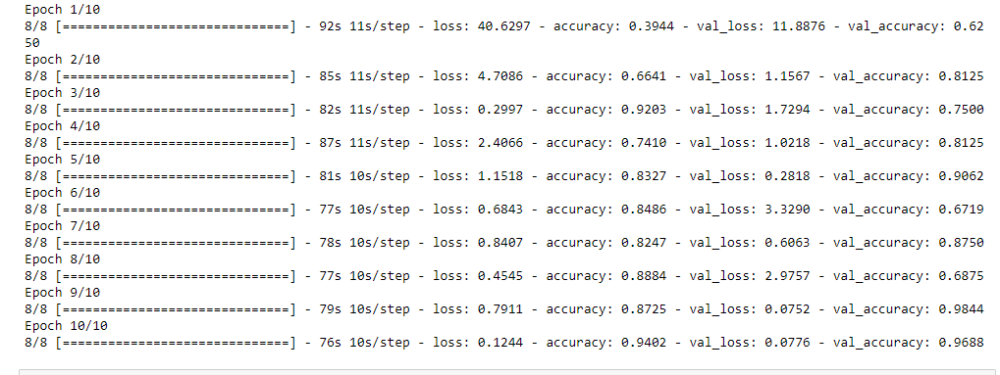 Epoch 1/10
8/8 [==============================] - 92s 11s/step - loss: 40.6297 - accuracy: 0.3944 - val_loss: 11.8876 - val_accuracy: 0.62
50
Epoch 2/10
8/8 [==============================] - 85s 11s/step - loss: 4.7086 - accuracy: 0.6641 - val_loss: 1.1567 - val_accuracy: 0.8125
Epoch 3/10
8/8 [==============================] - 82s 11s/step - loss: 0.2997 - accuracy: 0.9203 - val_loss: 1.7294 - val_accuracy: 0.7500
Epoch 4/10
8/8 [==============================] - 87s 11s/step - loss: 2.4066 - accuracy: 0.7410 - val_loss: 1.0218 - val_accuracy: 0.8125
Epoch 5/10
8/8 [==============================] - 81s 10s/step - loss: 1.1518 - accuracy: 0.8327 - val_loss: 0.2818 - val_accuracy: 0.9062
Epoch 6/10
8/8 [==============================] - 77s 10s/step - loss: 0.6843 - accuracy: 0.8486 - val_loss: 3.3290 - val_accuracy: 0.6719
Epoch 7/10
8/8 [==============================] - 78s 10s/step - loss: 0.8407 - accuracy: 0.8247 - val_loss: 0.6063 - val_accuracy: 0.8750
Epoch 8/10
8/8 [==============================] - 77s 10s/step - loss: 0.4545 - accuracy: 0.8884 - val_loss: 2.9757 - val_accuracy: 0.6875
Epoch 9/10
8/8 [==============================] - 79s 10s/step - loss: 0.7911 - accuracy: 0.8725 - val_loss: 0.0752 - val_accuracy: 0.9844
Epoch 10/10
8/8 [==============================] - 76s 10s/step - loss: 0.1244 - accuracy: 0.9402 - val_loss: 0.0776 - val_accuracy: 0.9688